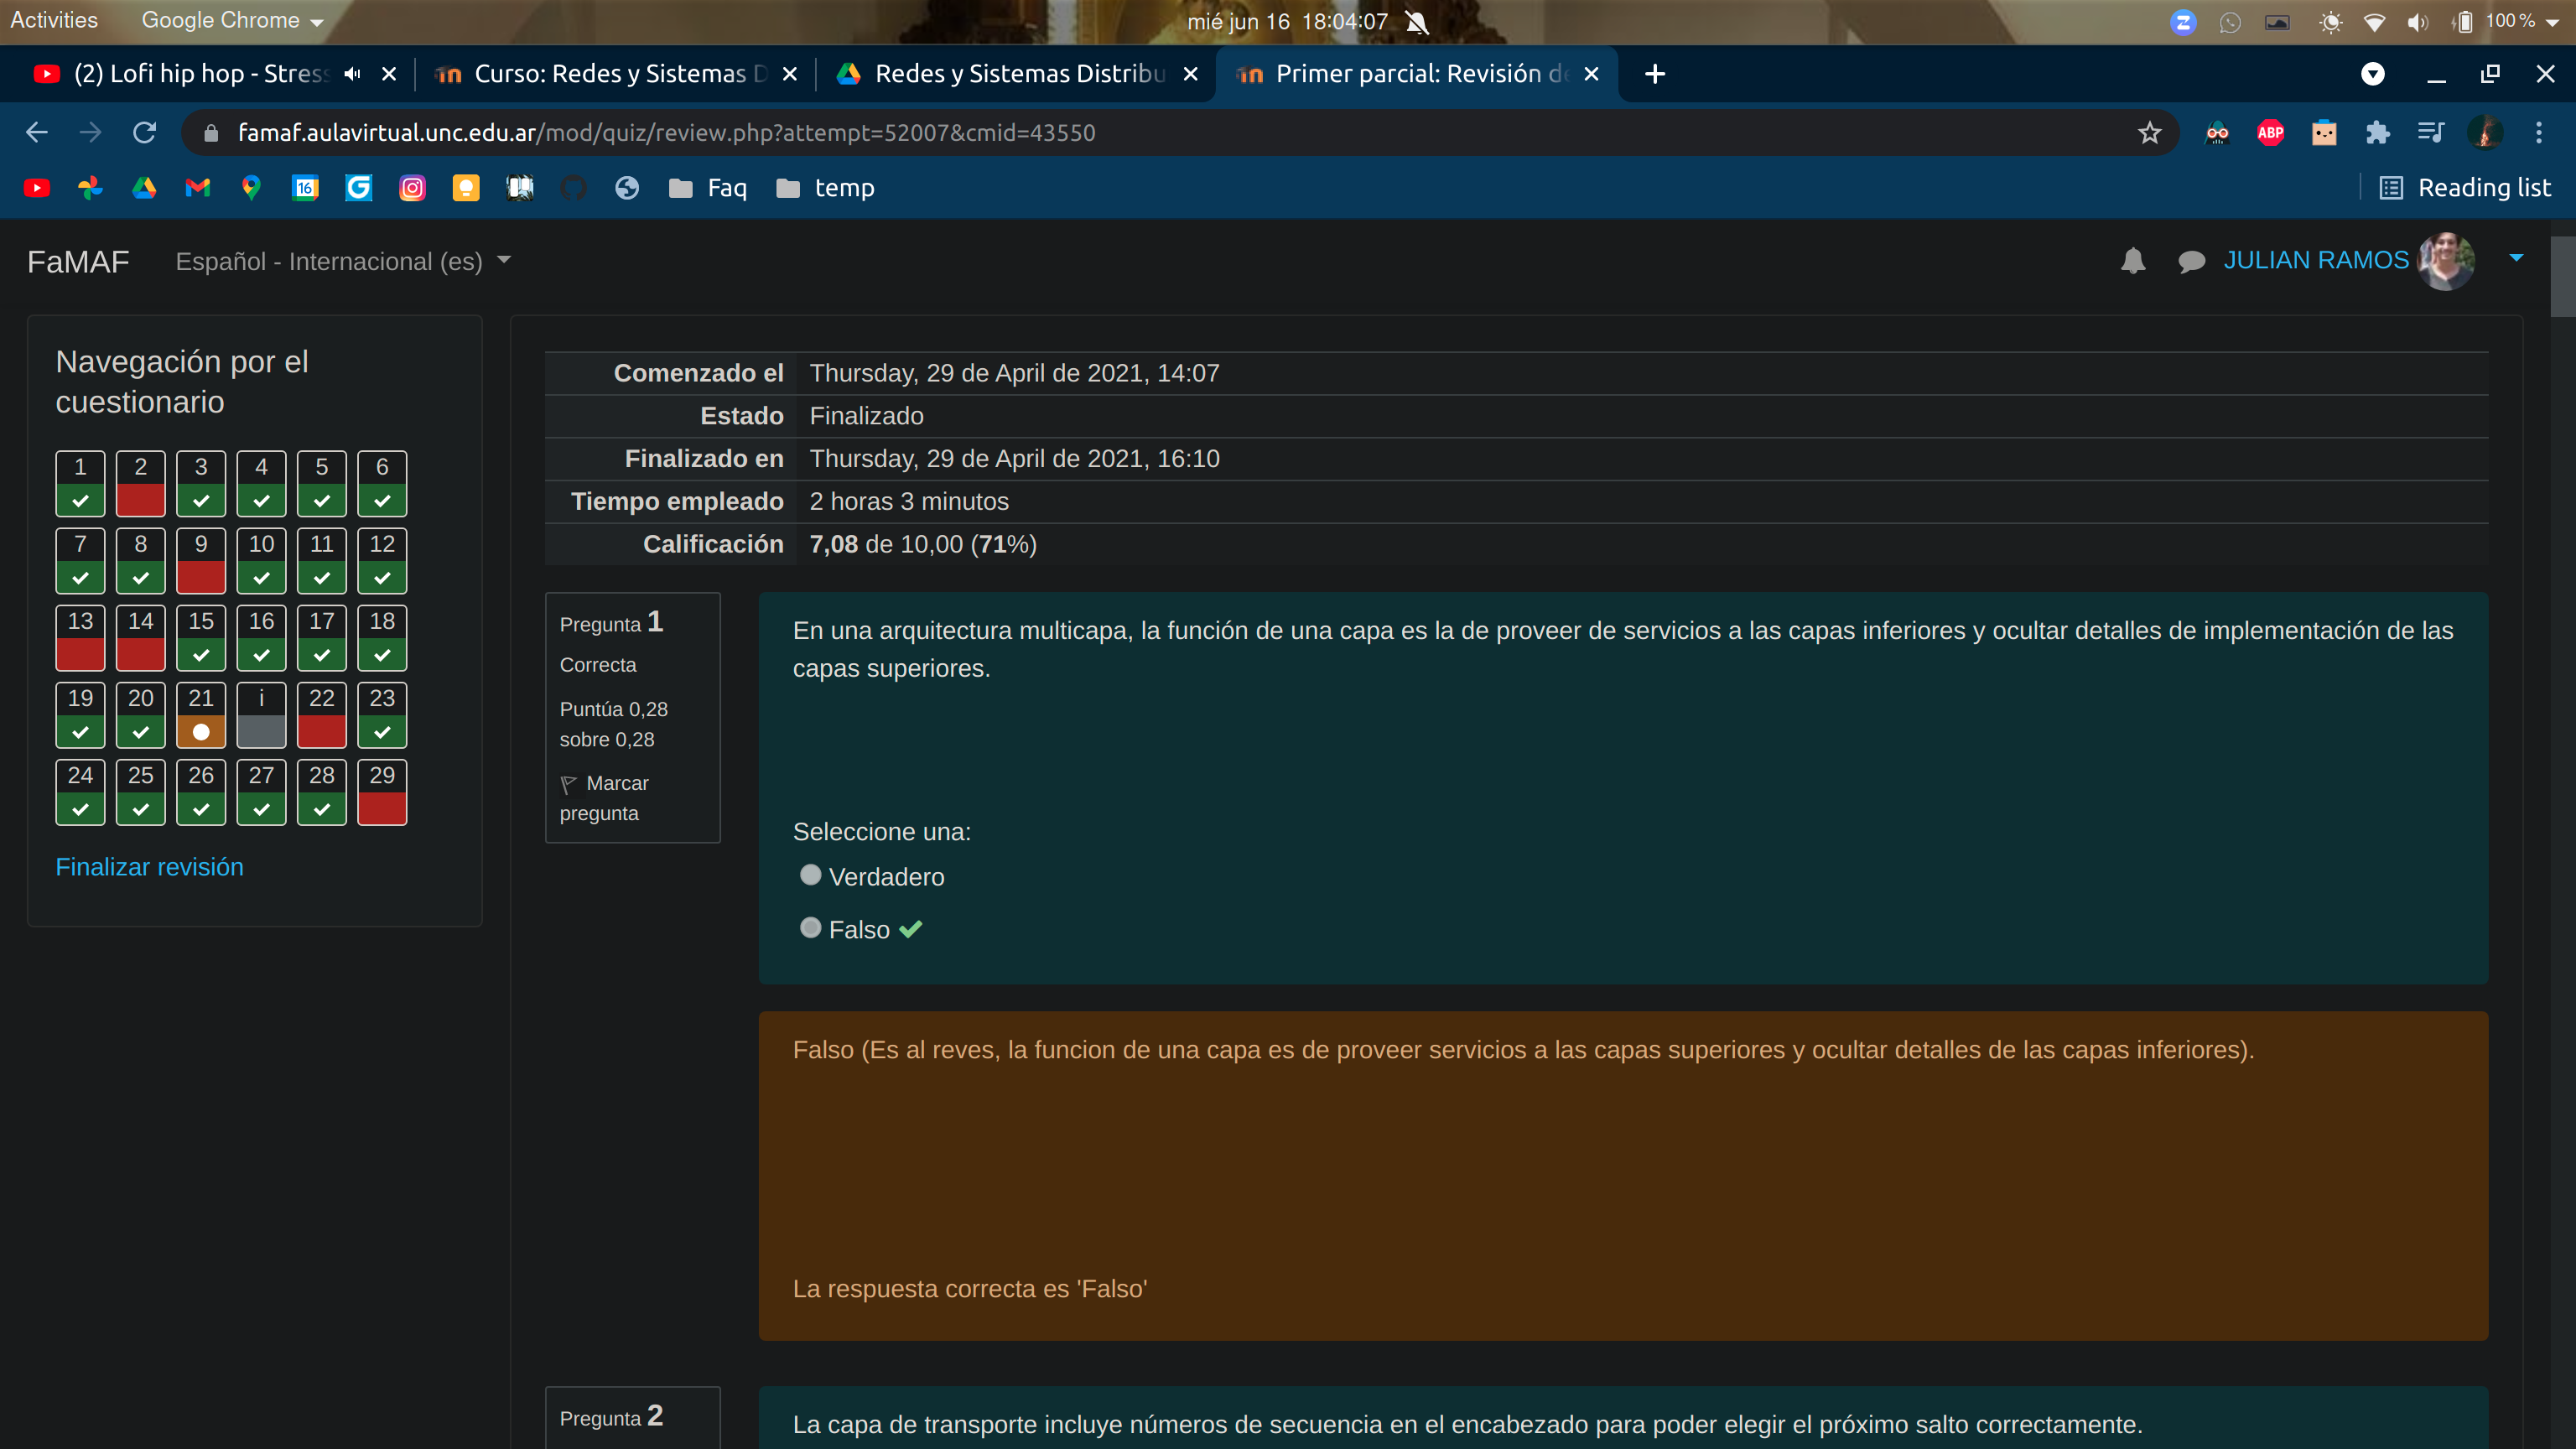 Activities
Google Chrome
mié jun 16 18:04:07
100 %
(2) Lofi hip hop - Stress
Curso: Redes y Sistemas D
Redes y Sistemas Distribu
Primer parcial: Revisión de
famaf.aulavirtual.unc.edu.ar/mod/quiz/review.php?attempt=52007&cmid=43550
ABP
16
Faq
temp
Reading list
FaMAF
Español - Internacional (es)
JULIAN RAMOS
Navegación por el
cuestionario
1 2 3 4 5 6
7 8 9 10 11 12
13 14 15 16 17 18
19 20 21 i 22 23
24 25 26 27 28 29
Finalizar revisión
Comenzado el Thursday, 29 de April de 2021, 14:07
Estado Finalizado
Finalizado en Thursday, 29 de April de 2021, 16:10
Tiempo empleado 2 horas 3 minutos
Calificación 7,08 de 10,00 (71%)
Pregunta 1
Correcta
Puntúa 0,28
sobre 0,28
Marcar
pregunta
En una arquitectura multicapa, la función de una capa es la de proveer de servicios a las capas inferiores y ocultar detalles de implementación de las
capas superiores.
Seleccione una:
Verdadero
Falso
Falso (Es al reves, la funcion de una capa es de proveer servicios a las capas superiores y ocultar detalles de las capas inferiores).
La respuesta correcta es 'Falso'
Pregunta 2
La capa de transporte incluye números de secuencia en el encabezado para poder elegir el próximo salto correctamente.